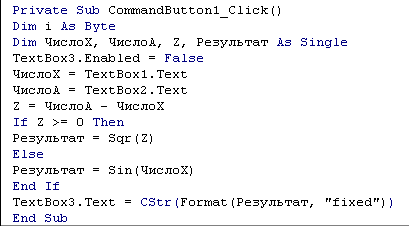 Private Sub CommandButton1_Click()
Dim i As Byte
Dim ЧислоX, ЧислоA, Z, Результат As Single
TextBox3.Enabled = False
ЧислоX = TextBox1.Text
ЧислоA = TextBox2.Text
Z = ЧислоA - ЧислоX
If Z >= 0 Then
Результат = Sqr(Z)
Else
Результат = Sin(ЧислоX)
End If
TextBox3.Text = CStr(Format(Результат, "fixed"))
End Sub